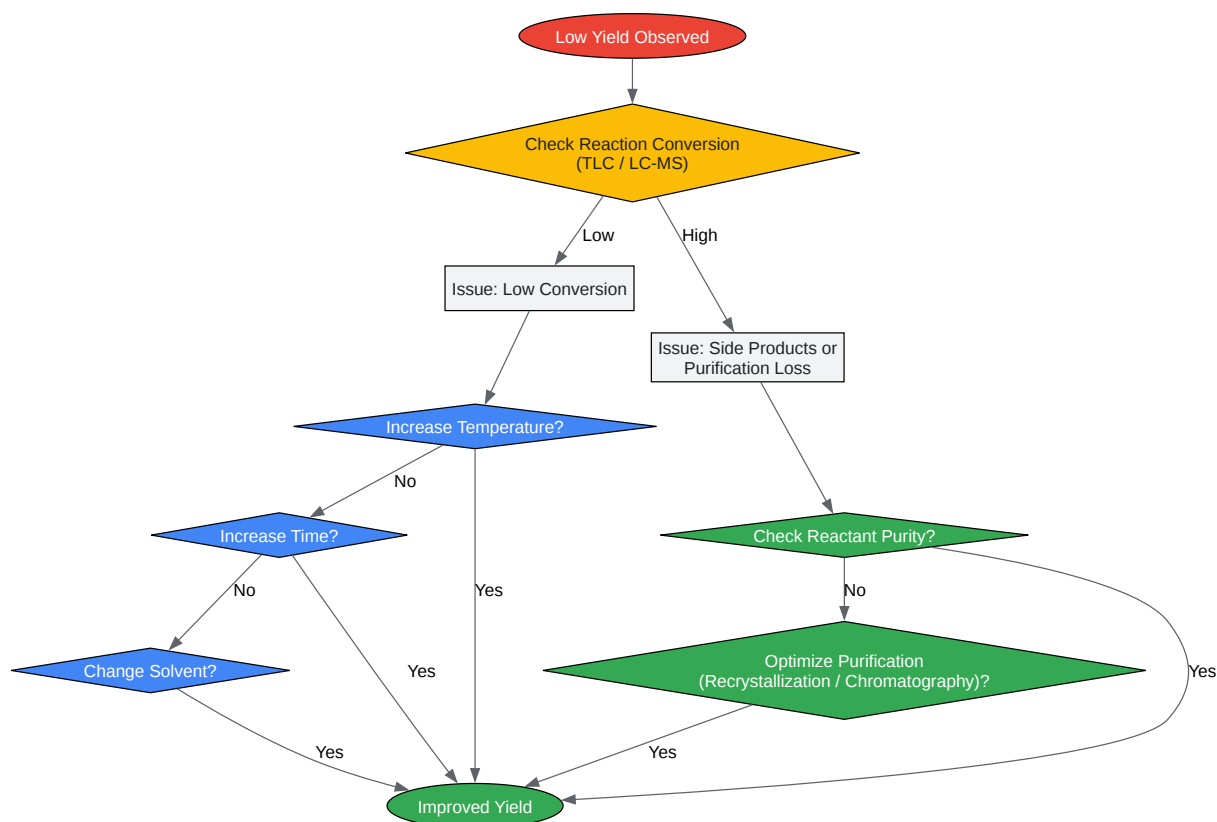 Low Yield Observed
Check Reaction Conversion
(TLC / LC-MS)
Low
High
Issue: Low Conversion
Issue: Side Products or
Purification Loss
Increase Temperature?
No
Increase Time?
Check Reactant Purity?
No
Yes
No
Change Solvent?
Yes
Optimize Purification
(Recrystallization / Chromatography)?
Yes
Yes
Yes
Improved Yield